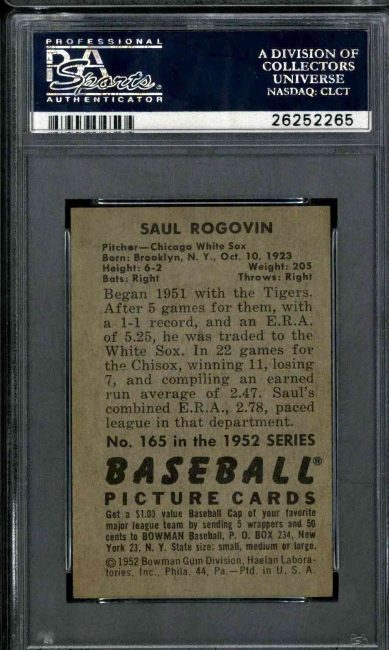 PROFESSIONAL
PSA
Sports
AUTHENTICATOR
A DIVISION OF
COLLECTORS
UNIVERSE
NASDAQ: CLCT
26252265
SAUL ROGOVIN
Pitcher—Chicago White Sox
Born: Brooklyn, N. Y., Oct. 10, 1923
Height: 6-2 Weight: 205
Bats: Right Throws: Right
Began 1951 with the Tigers.
After 5 games for them, with
a 1-1 record, and an E.R.A.
of 5.25, he was traded to the
White Sox. In 22 games for
the Chisox, winning 11, losing
7, and compiling an earned
run average of 2.47. Saul's
combined E.R.A., 2.78, paced
league in that department.
No. 165 in the 1952 SERIES
BASEBALL®
PICTURE CARDS
Get a $1.00 value Baseball Cap of your favorite
major league team by sending 5 wrappers and 50
cents to BOWMAN Baseball, P. O. BOX 234, New
York 23, N. Y. State size: small, medium or large.
©1952 Bowman Gum Division, Haelan Labora-
tories, Inc., Phila. 44, Pa.—Ptd. in U. S. A.